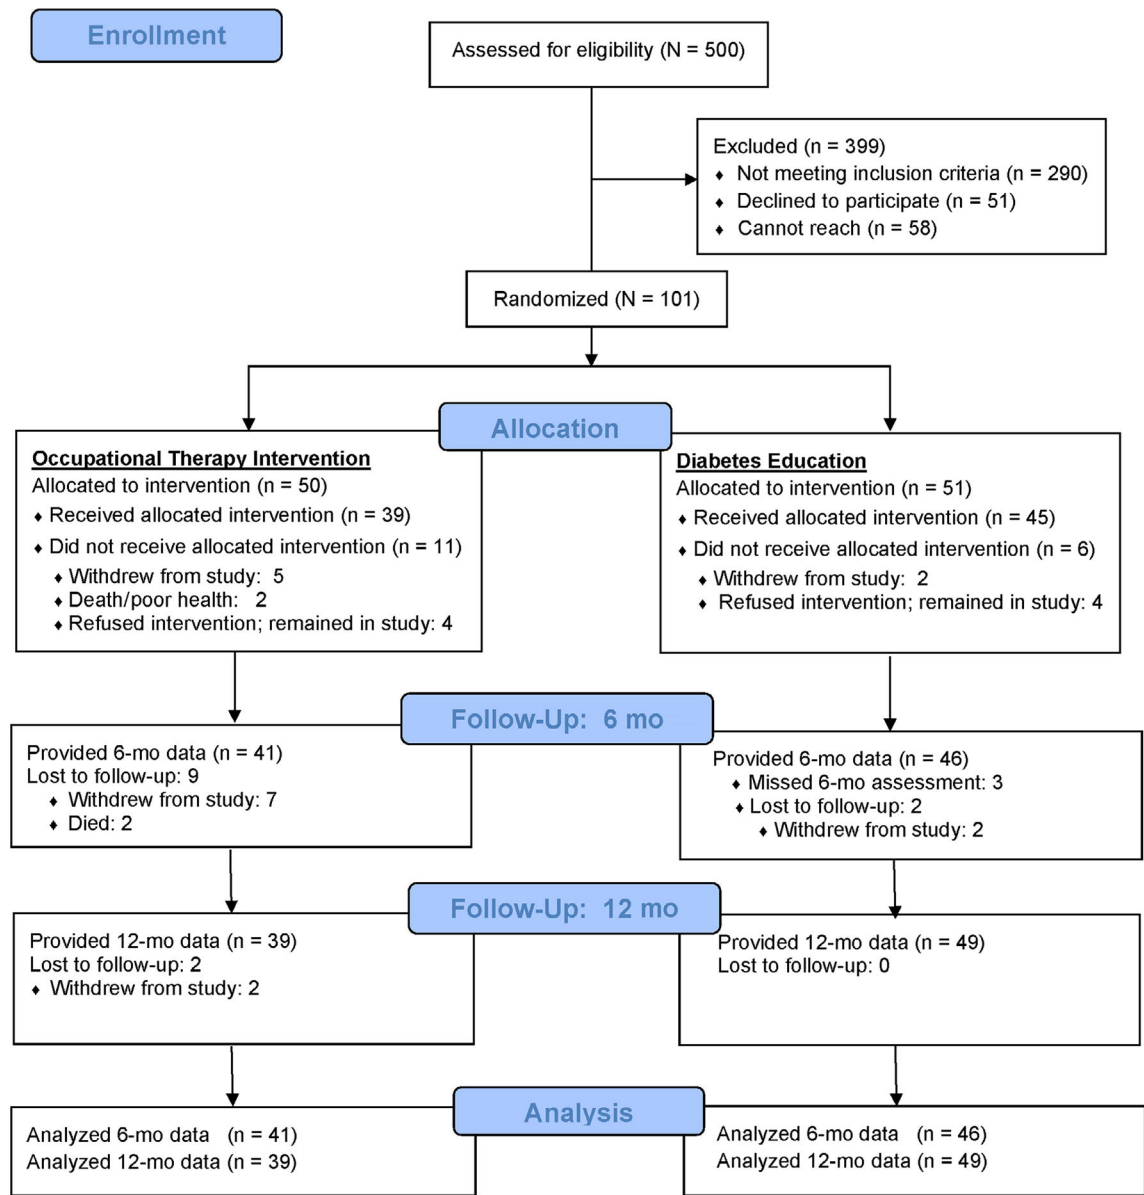 Enrollment
Assessed for eligibility (N = 500)
Excluded (n = 399)
♦ Not meeting inclusion criteria (n = 290)
♦ Declined to participate (n = 51)
♦ Cannot reach (n = 58)
Randomized (N = 101)
Allocation
Occupational Therapy Intervention
Allocated to intervention (n = 50)
♦ Received allocated intervention (n = 39)
♦ Did not receive allocated intervention (n = 11)
♦ Withdrew from study: 5
♦ Death/poor health: 2
♦ Refused intervention; remained in study: 4
Diabetes Education
Allocated to intervention (n = 51)
♦ Received allocated intervention (n = 45)
♦ Did not receive allocated intervention (n = 6)
♦ Withdrew from study: 2
♦ Refused intervention; remained in study: 4
Follow-Up: 6 mo
Provided 6-mo data (n = 41)
Lost to follow-up: 9
♦ Withdrew from study: 7
♦ Died: 2
Provided 6-mo data (n = 46)
♦ Missed 6-mo assessment: 3
♦ Lost to follow-up: 2
♦ Withdrew from study: 2
Follow-Up: 12 mo
Provided 12-mo data (n = 39)
Lost to follow-up: 2
♦ Withdrew from study: 2
Provided 12-mo data (n = 49)
Lost to follow-up: 0
Analysis
Analyzed 6-mo data (n = 41)
Analyzed 12-mo data (n = 39)
Analyzed 6-mo data (n = 46)
Analyzed 12-mo data (n = 49)